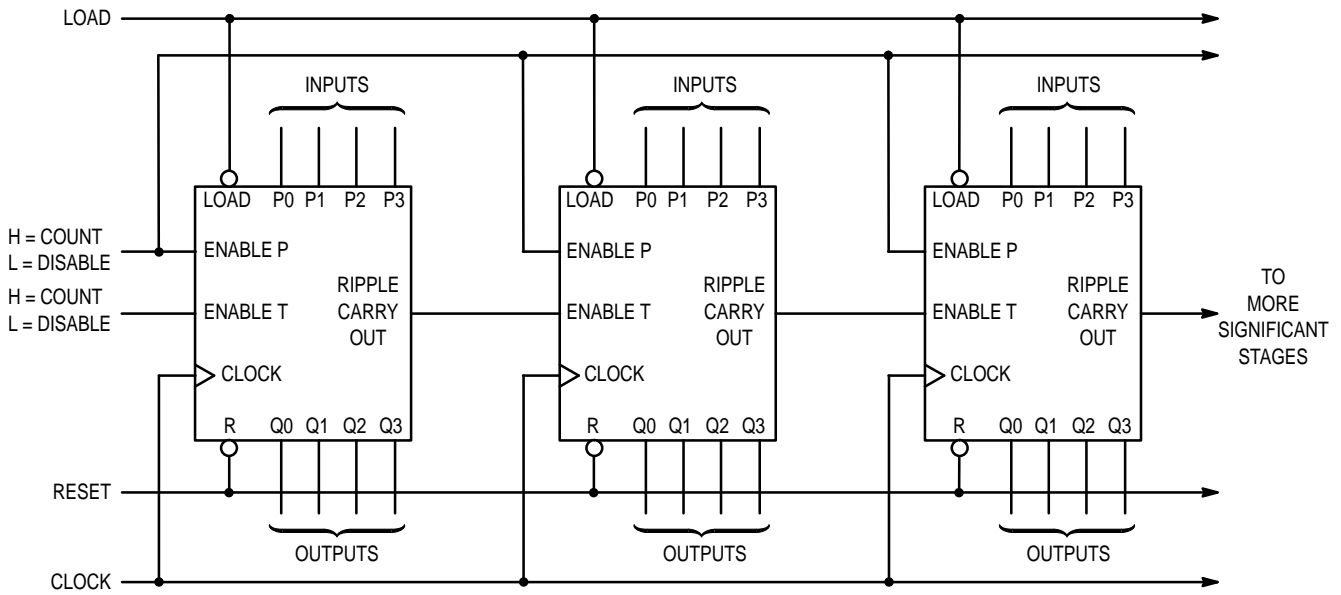 LOAD
INPUTS INPUTS INPUTS
LOAD P0 P1 P2 P3 LOAD P0 P1 P2 P3 LOAD P0 P1 P2 P3
H = COUNT
L = DISABLE
ENABLE P ENABLE P ENABLE P
H = COUNT
L = DISABLE
ENABLE T ENABLE T ENABLE T
RIPPLE
CARRY
OUT
RIPPLE
CARRY
OUT
RIPPLE
CARRY
OUT
TO
MORE
SIGNIFICANT
STAGES
CLOCK CLOCK CLOCK
R Q0 Q1 Q2 Q3 R Q0 Q1 Q2 Q3 R Q0 Q1 Q2 Q3
RESET
OUTPUTS OUTPUTS OUTPUTS
CLOCK